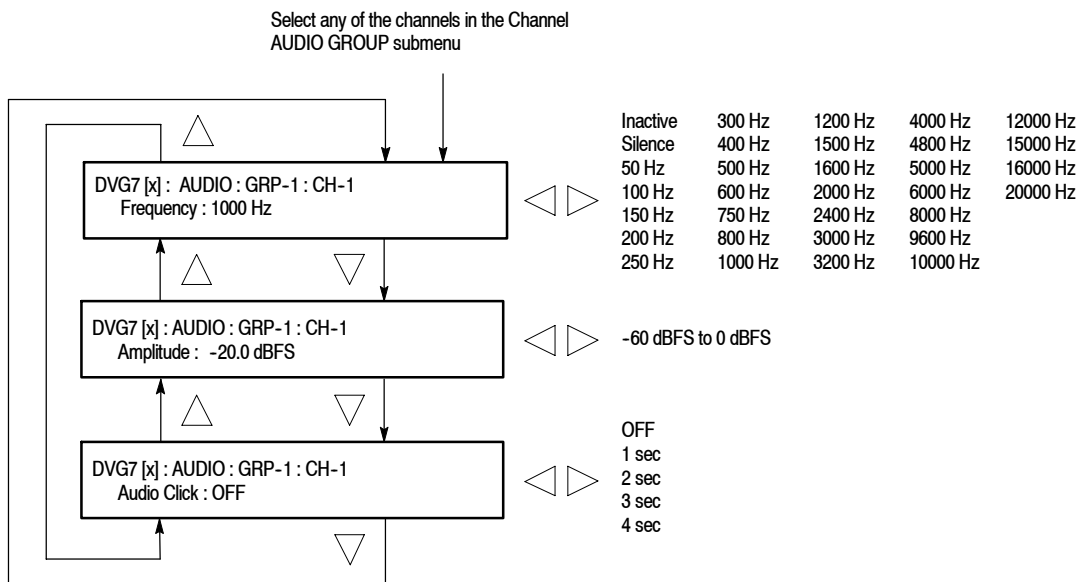 Select any of the channels in the Channel
AUDIO GROUP submenu
DVG7 [x] : AUDIO : GRP-1 : CH-1
Frequency : 1000 Hz
Inactive 300 Hz 1200 Hz 4000 Hz 12000 Hz
Silence 400 Hz 1500 Hz 4800 Hz 15000 Hz
50 Hz 500 Hz 1600 Hz 5000 Hz 16000 Hz
100 Hz 600 Hz 2000 Hz 6000 Hz 20000 Hz
150 Hz 750 Hz 2400 Hz 8000 Hz
200 Hz 800 Hz 3000 Hz 9600 Hz
250 Hz 1000 Hz 3200 Hz 10000 Hz
DVG7 [x] : AUDIO : GRP-1 : CH-1
Amplitude : -20.0 dBFS
-60 dBFS to 0 dBFS
DVG7 [x] : AUDIO : GRP-1 : CH-1
Audio Click : OFF
OFF
1 sec
2 sec
3 sec
4 sec